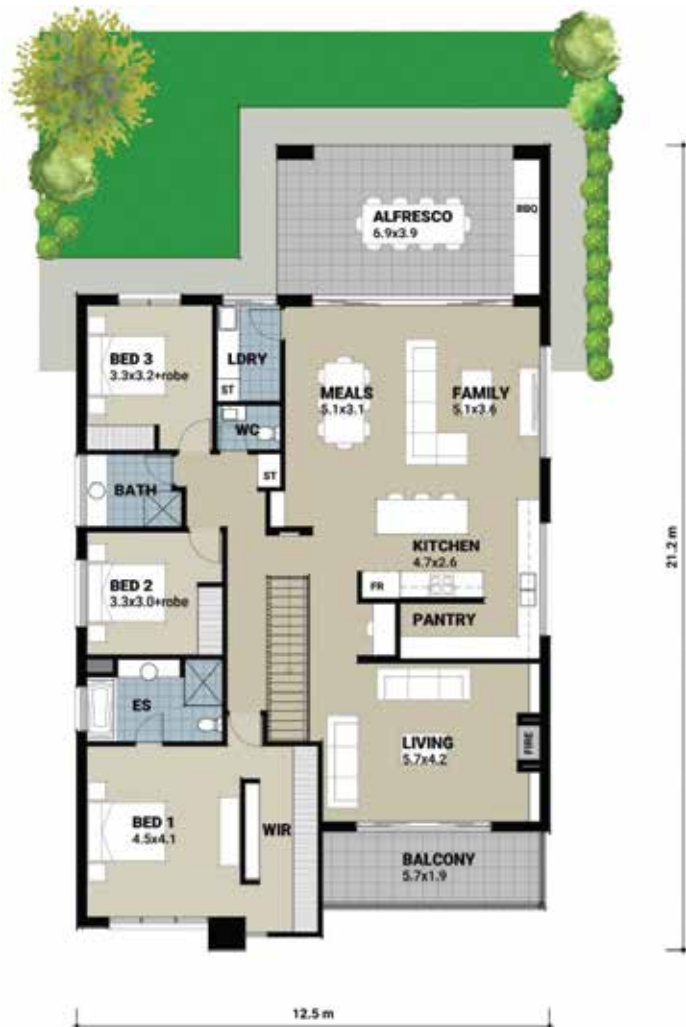 ALFRESCO
6.9x3.9
BBQ
BED 3
3.3x3.2+robe
LDRY
ST
WC
MEALS
5.1x3.1
FAMILY
5.1x3.6
BATH
ST
KITCHEN
4.7x2.6
BED 2
3.3x3.0+robe
FR
PANTRY
ES
LIVING
5.7x4.2
FIRE
BED 1
4.5x4.1
WIR
BALCONY
5.7x1.9
21.2 m
12.5 m